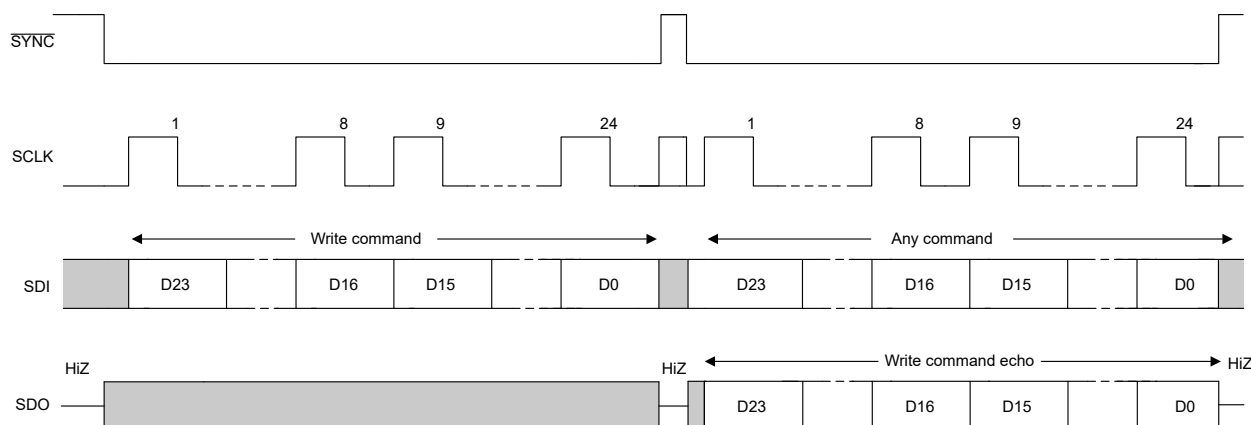 SYNC
1 8 9 24 1 8 9 24
SCLK
Write command Any command
SDI D23 D16 D15 D0 D23 D16 D15 D0
HiZ HiZ Write command echo HiZ
SDO D23 D16 D15 D0